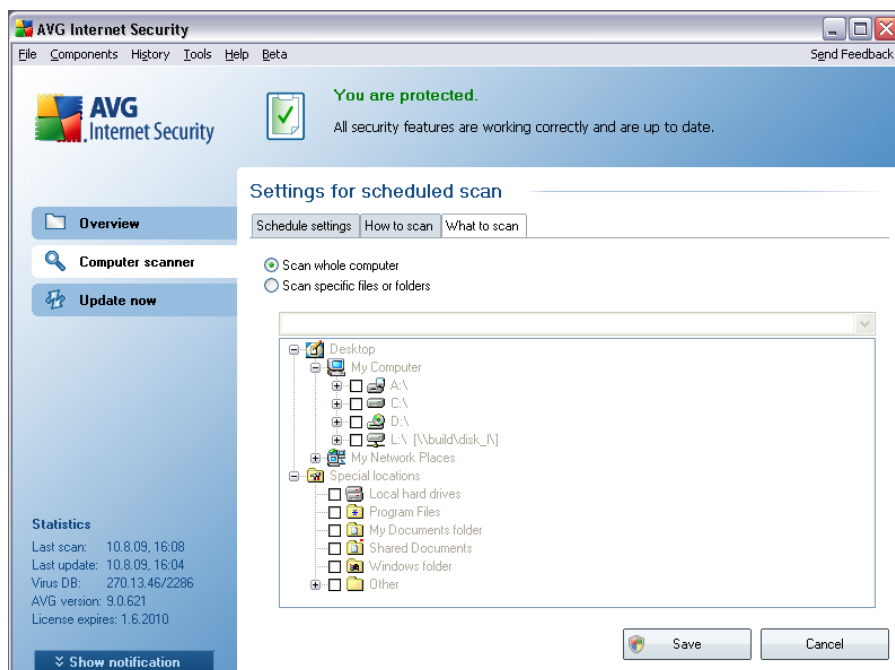 AVG Internet Security
File Components History Tools Help Beta Send Feedback
AVG
Internet Security
You are protected.
All security features are working correctly and are up to date.
Settings for scheduled scan
Overview
Computer scanner
Update now
Schedule settings How to scan What to scan
Scan whole computer
Scan specific files or folders
Desktop
My Computer
A:\
C:\
D:\
L:\ [\\build\disk_l\]
My Network Places
Special locations
Local hard drives
Program Files
My Documents folder
Shared Documents
Windows folder
Other
Statistics
Last scan: 10.8.09, 16:08
Last update: 10.8.09, 16:04
Virus DB: 270.13.46/2286
AVG version: 9.0.621
License expires: 1.6.2010
Show notification
Save Cancel